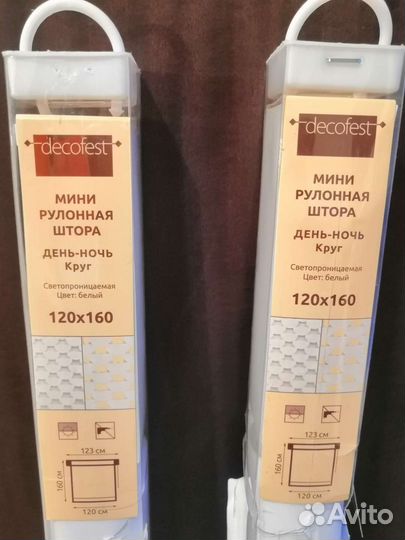 decofest
МИНИ
РУЛОННАЯ
ШТОРА
ДЕНЬ-НОЧЬ
Круг
Светопроницаемая
Цвет: белый
120x160
123 см
160 см
120 см
decofest
МИНИ
РУЛОННАЯ
ШТОРА
ДЕНЬ-НОЧЬ
Круг
Светопроницаемая
Цвет: белый
120x160
123 см
160 см
120 см
Avito